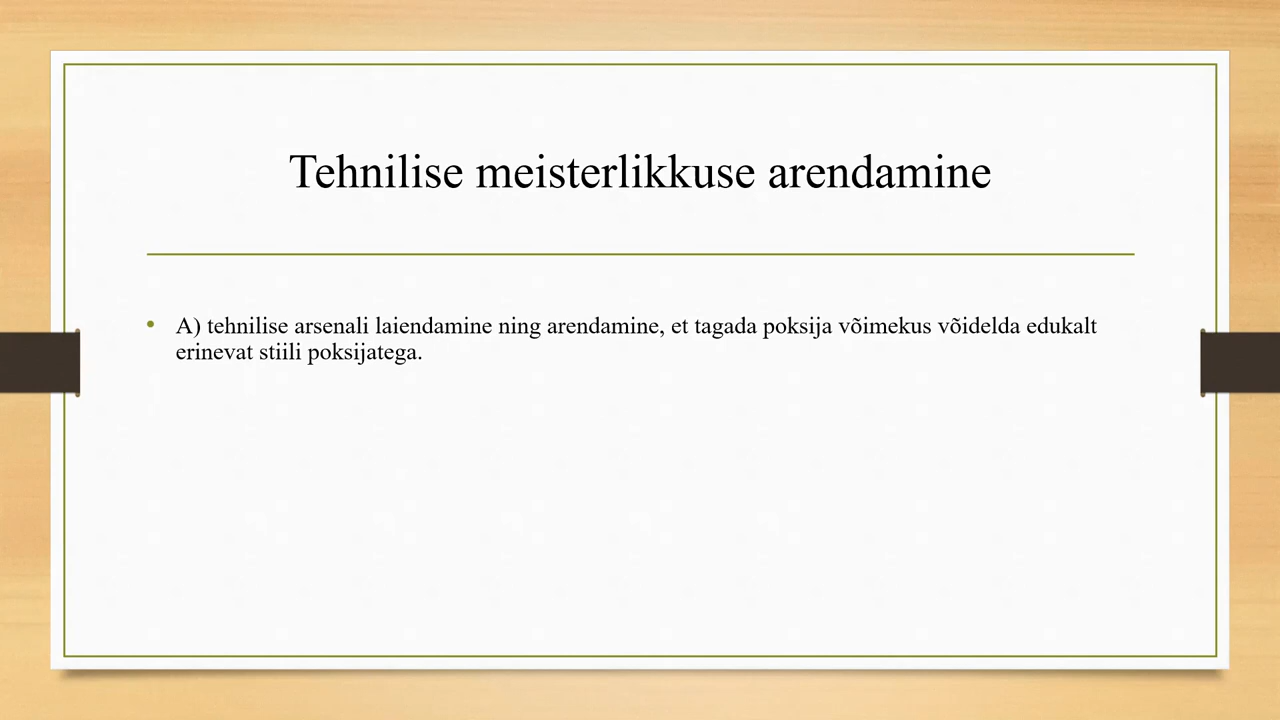 Tehnilise meisterlikkuse arendamine
• A) tehnilise arsenali laiendamine ning arendamine, et tagada poksija võimekus võidelda edukalt
erinevat stiili poksijatega.